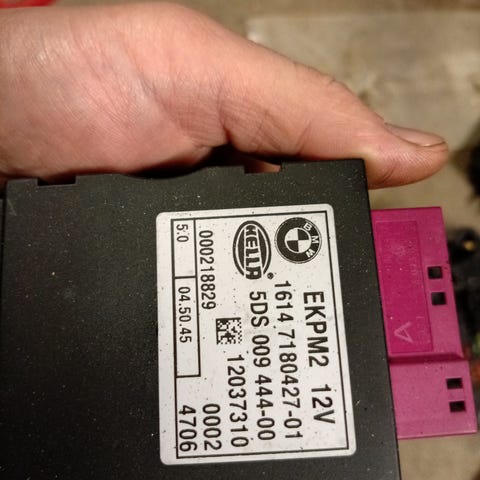 BMW
HELLA
EKPM2 12V
1614 7180427-01
5DS 009 444-00
12037310
000218829
0002
5.0
04.50.45
4706
A